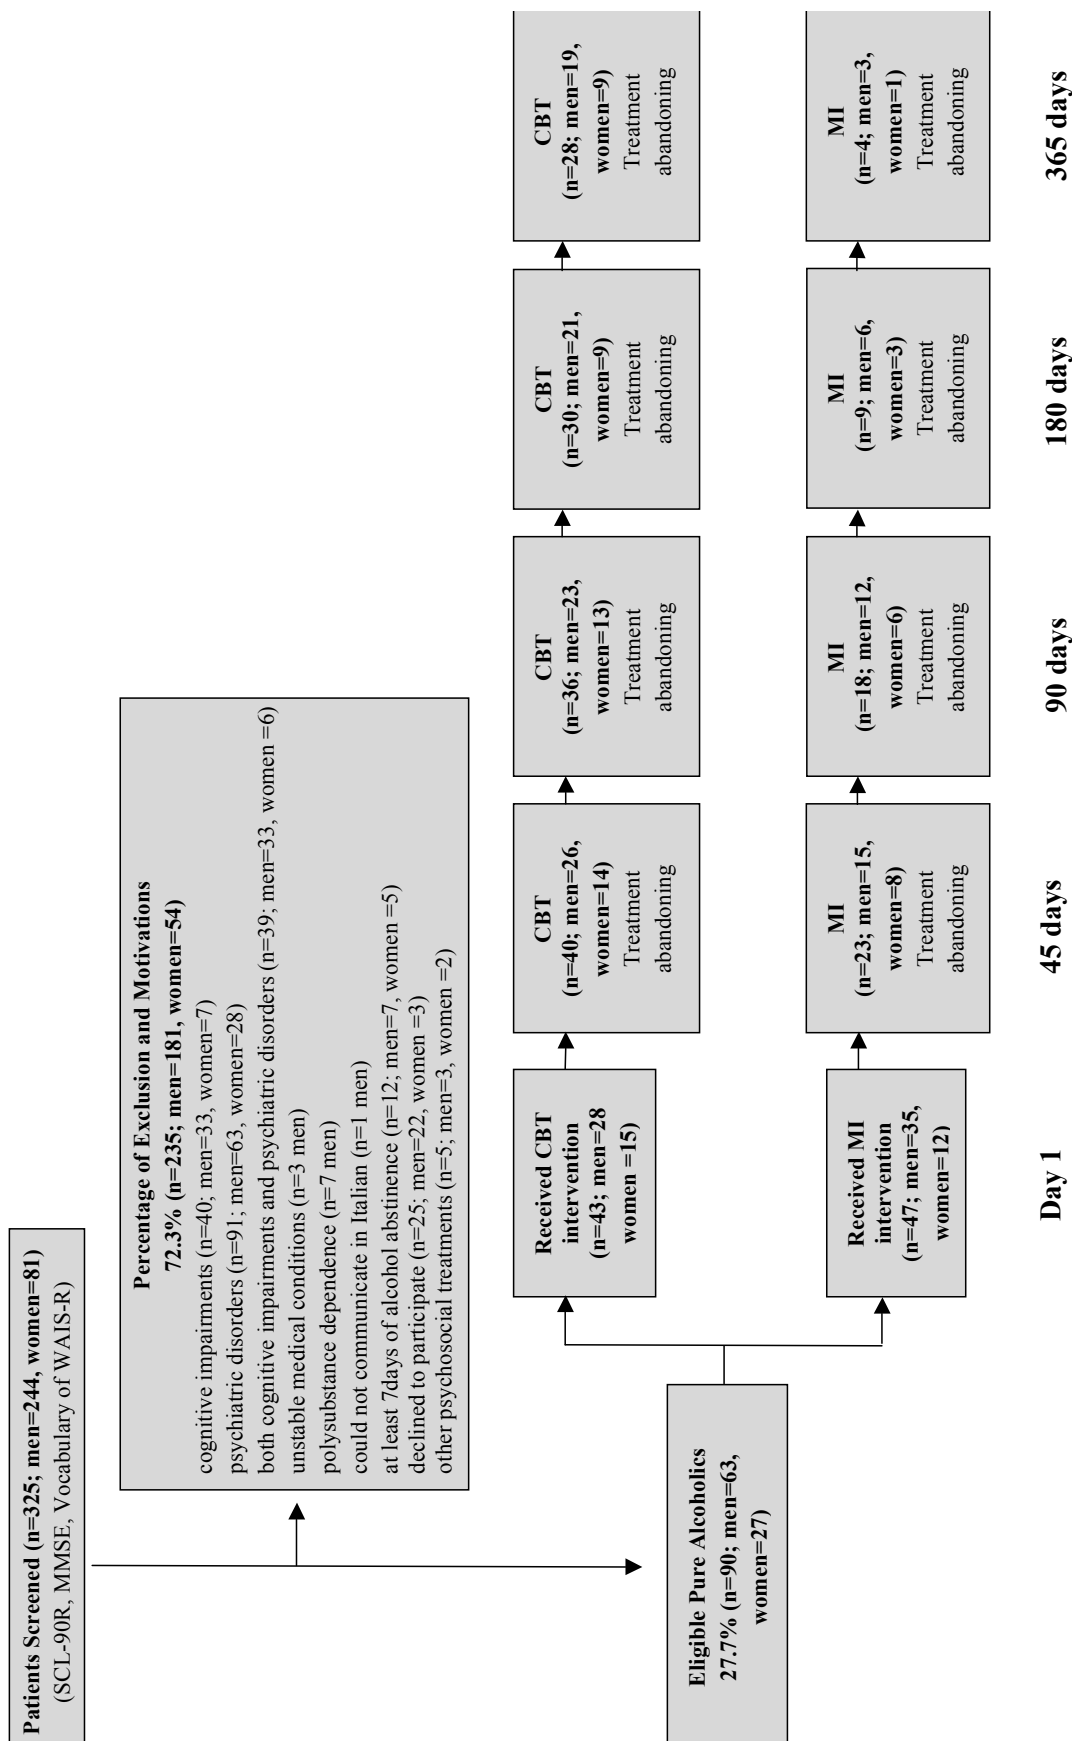 Patients Screened (n=325; men=244, women=81)
(SCL-90R, MMSE, Vocabulary of WAIS-R)
Percentage of Exclusion and Motivations
72.3% (n=235; men=181, women=54)
cognitive impairments (n=40; men=33, women=7)
psychiatric disorders (n=91; men=63, women=28)
both cognitive impairments and psychiatric disorders (n=39; men=33, women =6)
unstable medical conditions (n=3 men)
polysubstance dependence (n=7 men)
could not communicate in Italian (n=1 men)
at least 7days of alcohol abstinence (n=12; men=7, women =5)
declined to participate (n=25; men=22, women =3)
other psychosocial treatments (n=5; men=3, women =2)
Eligible Pure Alcoholics
27.7% (n=90; men=63,
women=27)
Received CBT
intervention
(n=43; men=28
women =15)
CBT
(n=40; men=26,
women=14)
Treatment
abandoning
CBT
(n=36; men=23,
women=13)
Treatment
abandoning
CBT
(n=30; men=21,
women=9)
Treatment
abandoning
CBT
(n=28; men=19,
women=9)
Treatment
abandoning
Received MI
intervention
(n=47; men=35,
women=12)
MI
(n=23; men=15,
women=8)
Treatment
abandoning
MI
(n=18; men=12,
women=6)
Treatment
abandoning
MI
(n=9; men=6,
women=3)
Treatment
abandoning
MI
(n=4; men=3,
women=1)
Treatment
abandoning
Day 1
45 days
90 days
180 days
365 days